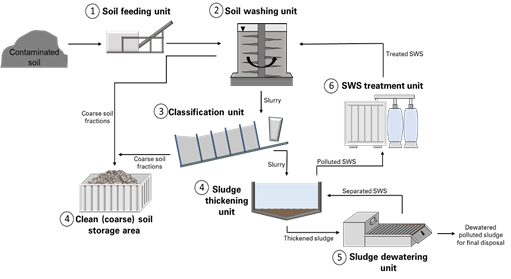 1 Soil feeding unit
2 Soil washing unit
Contaminated
soil
Treated SWS
6 SWS treatment unit
Slurry
Coarse soil
fractions
3 Classification unit
Coarse soil
fractions
Slurry
Polluted SWS
4 Sludge
thickening
unit
Separated SWS
4 Clean (coarse) soil
storage area
Thickened sludge
Dewatered
polluted sludge
for final disposal
5 Sludge dewatering
unit